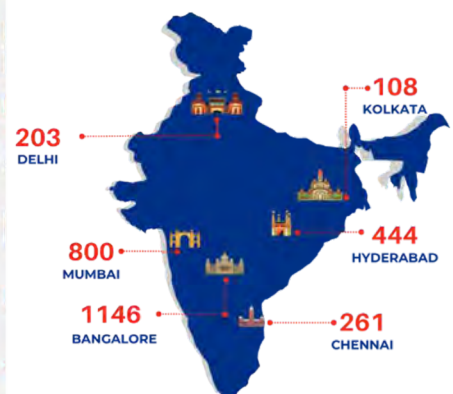 108
KOLKATA
203
DELHI
444
HYDERABAD
800
MUMBAI
1146
BANGALORE
261
CHENNAI